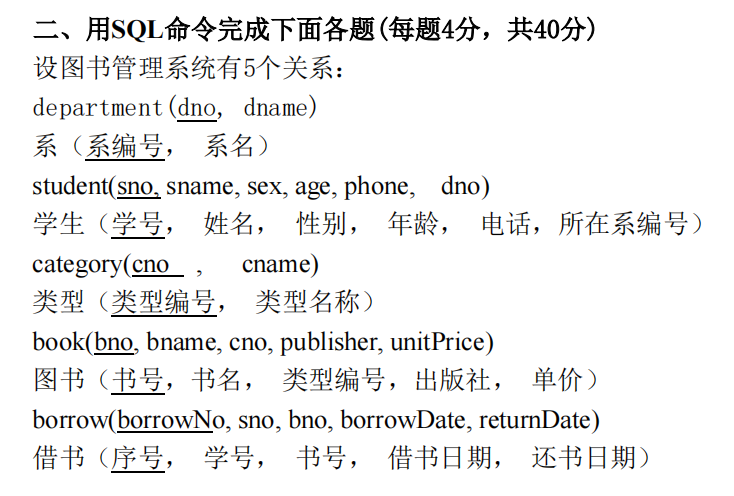 二、用SQL命令完成下面各题(每题4分，共40分)
设图书管理系统有5个关系：
department(dno, dname)
系（系编号， 系名）
student(sno, sname, sex, age, phone, dno)
学生（学号， 姓名， 性别， 年龄， 电话，所在系编号）
category(cno , cname)
类型（类型编号， 类型名称）
book(bno, bname, cno, publisher, unitPrice)
图书（书号，书名， 类型编号，出版社， 单价）
borrow(borrowNo, sno, bno, borrowDate, returnDate)
借书（序号， 学号， 书号， 借书日期， 还书日期）